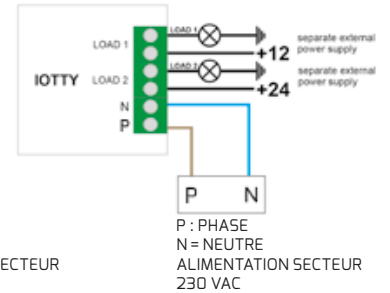 LOAD 1
LOAD 1
separate external
power supply
+12
IOTTY
LOAD 2
LOAD 2
separate external
power supply
+24
N
P
P N
P : PHASE
N = NEUTRE
ECTEUR
ALIMENTATION SECTEUR
230 VAC